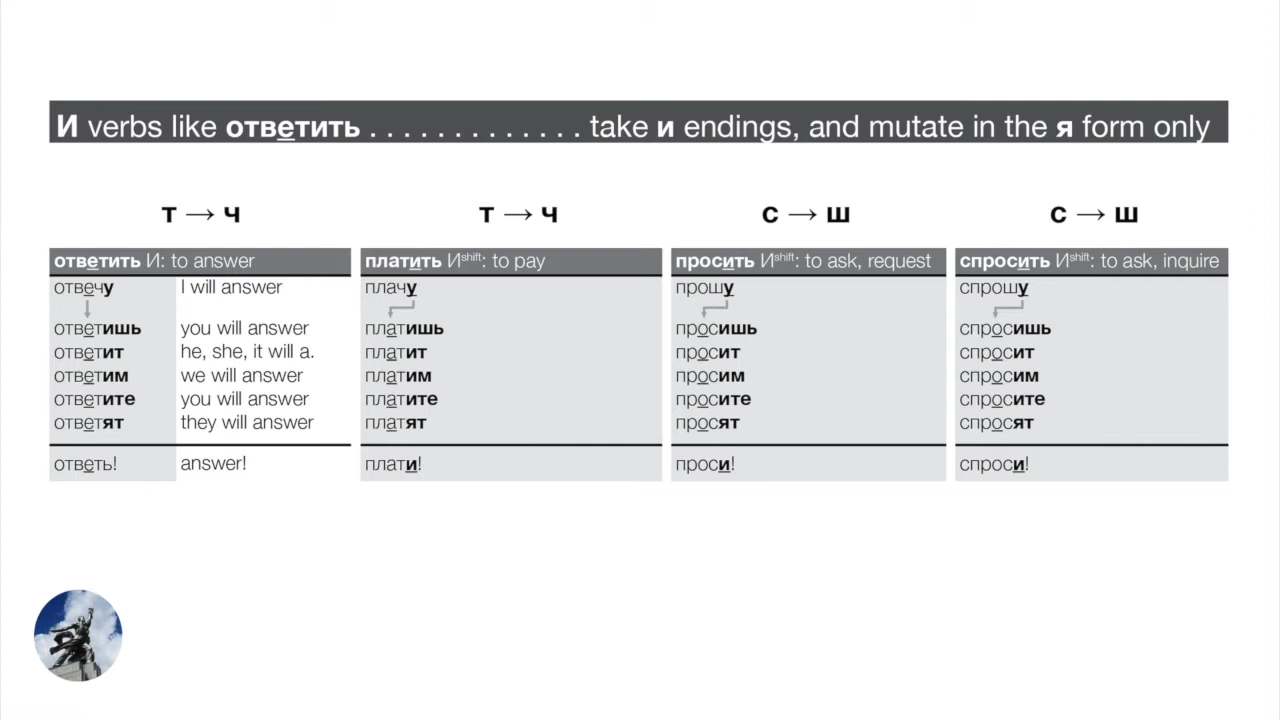 И verbs like ответить . . . . . . . . . . . . . take и endings, and mutate in the я form only
т → ч
т → ч
с → ш
с → ш
ответить И: to answer
отвечу I will answer
ответишь you will answer
ответит he, she, it will a.
ответим we will answer
ответите you will answer
ответят they will answer
ответь! answer!
платить Иshift: to pay
плачу
платишь
платит
платим
платите
платят
плати!
просить Иshift: to ask, request
прошу
просишь
просит
просим
просите
просят
проси!
спросить Иshift: to ask, inquire
спрошу
спросишь
спросит
спросим
спросите
спросят
спроси!